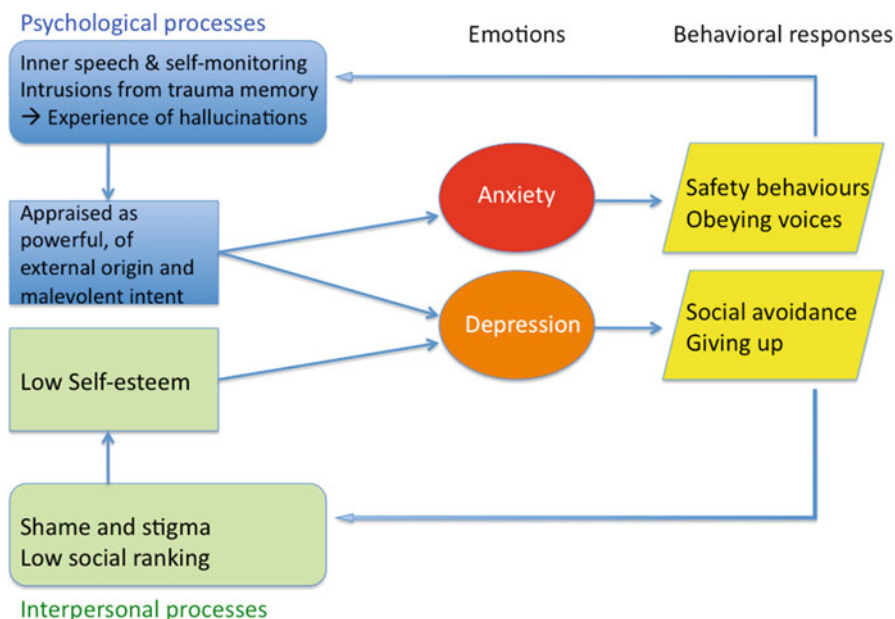 Psychological processes
Emotions
Behavioral responses
Inner speech & self-monitoring
Intrusions from trauma memory
→ Experience of hallucinations
Appraised as
powerful, of
external origin and
malevolent intent
Anxiety
Safety behaviours
Obeying voices
Depression
Social avoidance
Giving up
Low Self-esteem
Shame and stigma
Low social ranking
Interpersonal processes